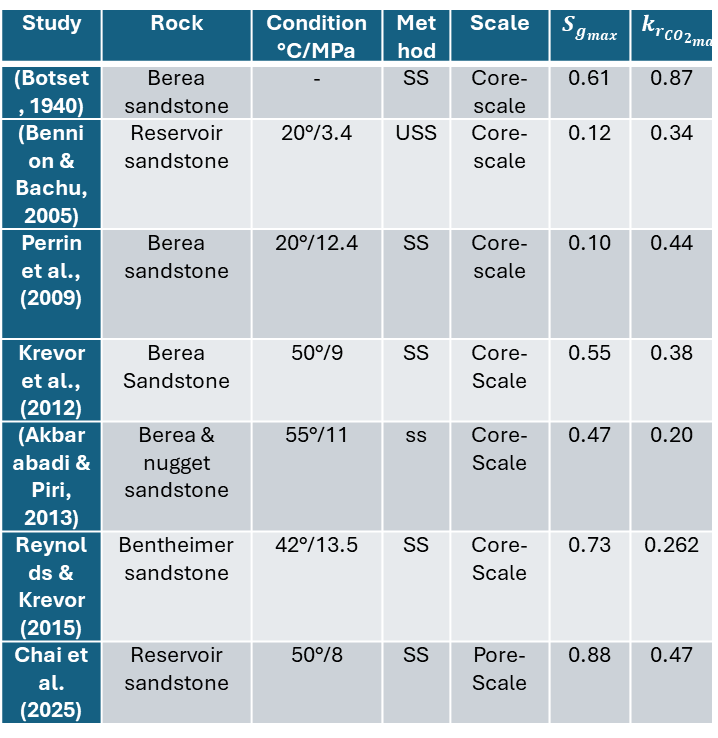 Study Rock Condition Met Scale S_gmax k_rCO2ma
°C/MPa hod
(Botset Berea - SS Core- 0.61 0.87
, 1940) sandstone scale
(Benni Reservoir 20°/3.4 USS Core- 0.12 0.34
on & sandstone scale
Bachu,
2005)
Perrin Berea 20°/12.4 SS Core- 0.10 0.44
et al., sandstone scale
(2009)
Krevor Berea 50°/9 SS Core- 0.55 0.38
et al., Sandstone Scale
(2012)
(Akbar Berea & 55°/11 ss Core- 0.47 0.20
abadi & nugget Scale
Piri, sandstone
2013)
Reynol Bentheimer 42°/13.5 SS Core- 0.73 0.262
ds & sandstone Scale
Krevor
(2015)
Chai et Reservoir 50°/8 SS Pore- 0.88 0.47
al. sandstone Scale
(2025)